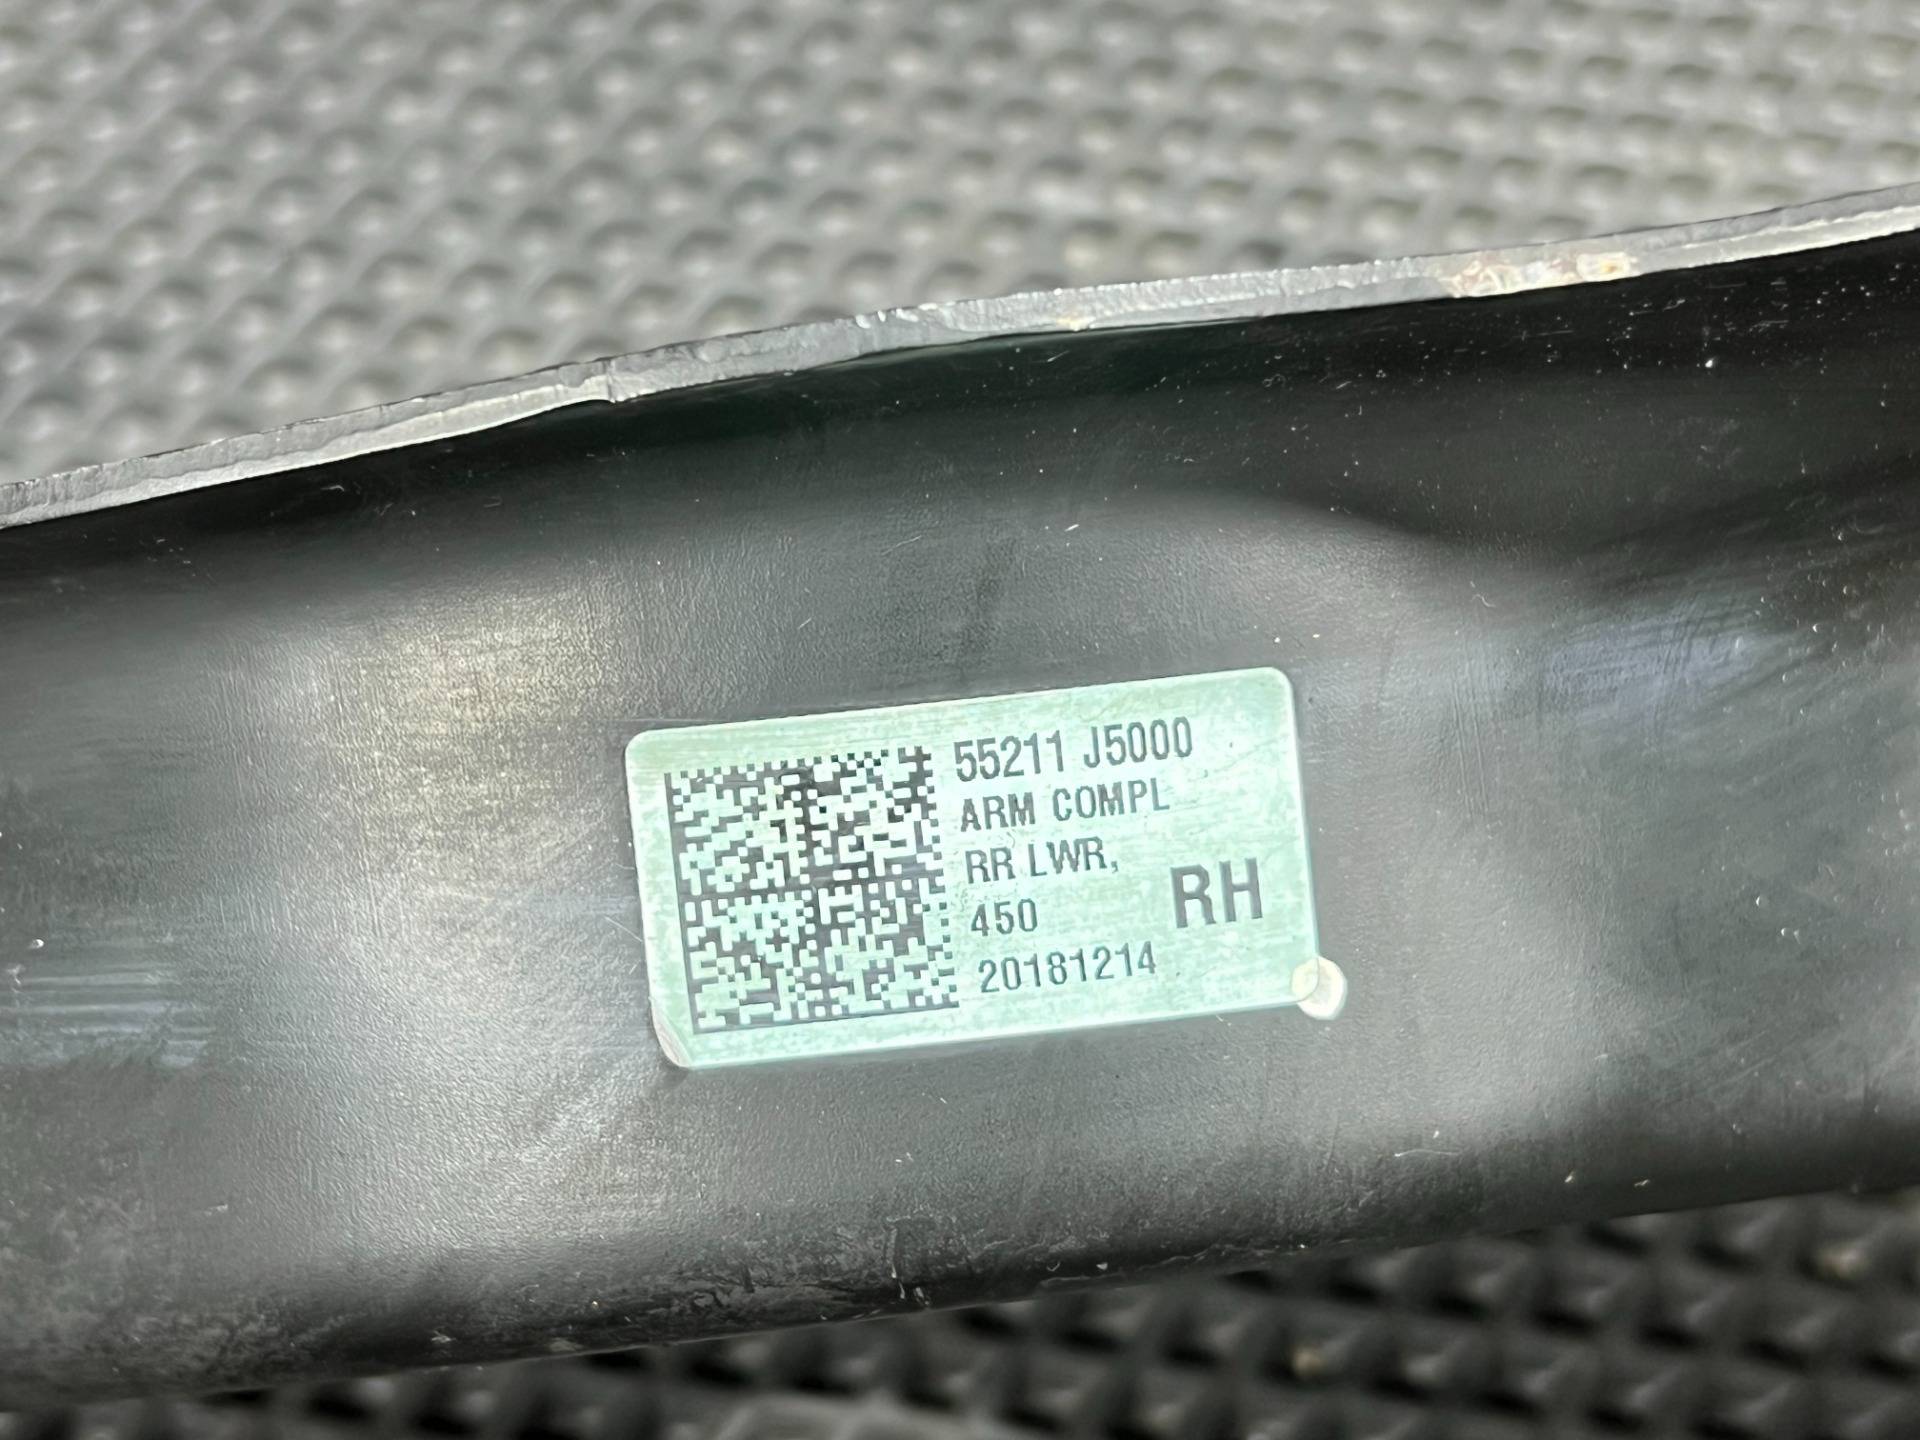 55211 J5000
ARM COMPL
RR LWR,
450
RH
20181214